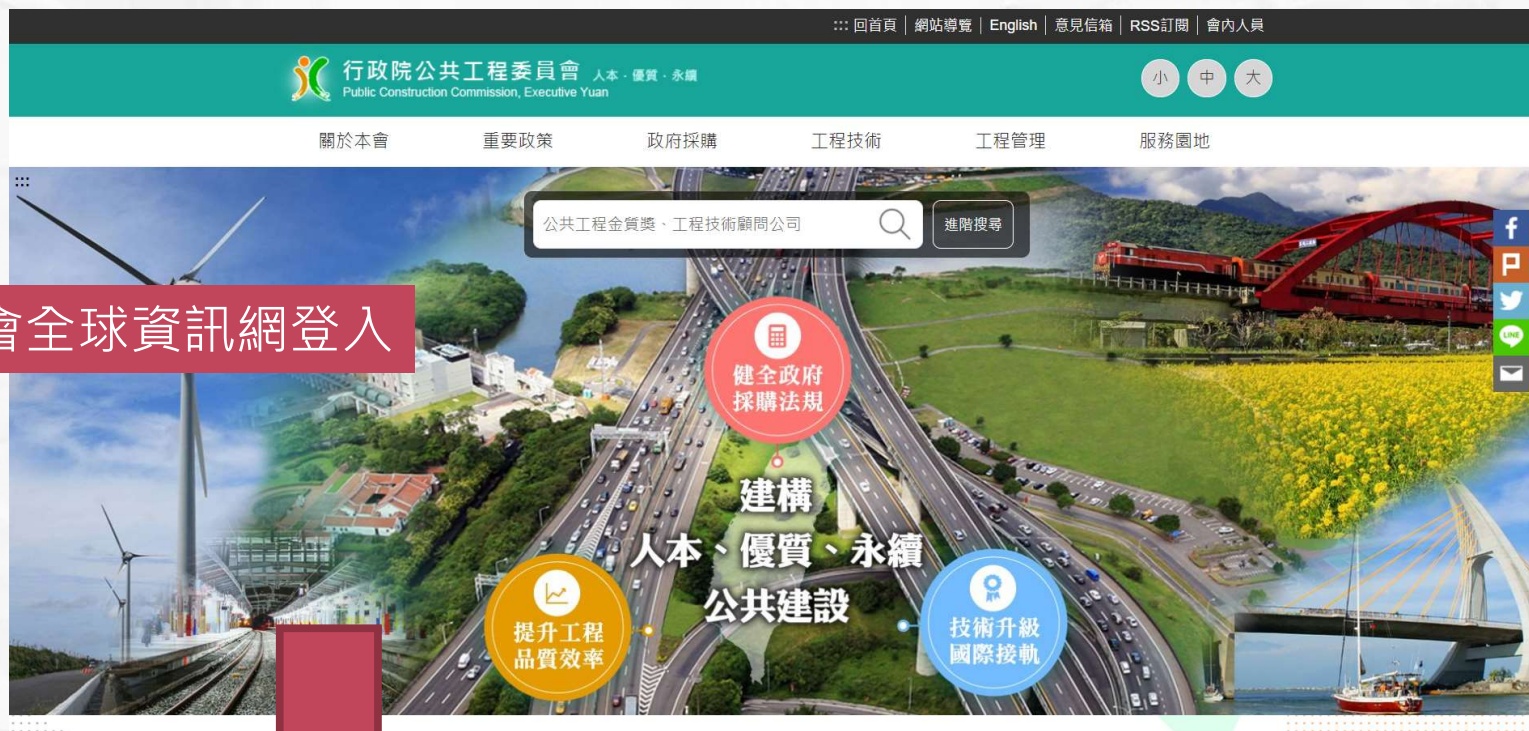 ::: 回首頁 | 網站導覽 | English | 意見信箱 | RSS訂閱 | 會內人員
行政院公共工程委員會 人本 · 優質 · 永續
Public Construction Commission, Executive Yuan
小 中 大
關於本會 重要政策 政府採購 工程技術 工程管理 服務園地
:::
公共工程金質獎、工程技術顧問公司 進階搜尋
會全球資訊網登入
健全政府
採購法規
建構
人本、優質、永續
公共建設
提升工程
品質效率
技術升級
國際接軌
LINE